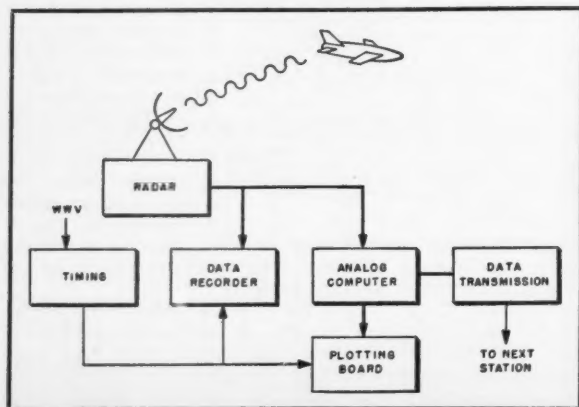 RADAR
WWV
TIMING
DATA
RECORDER
ANALOG
COMPUTER
DATA
TRANSMISSION
PLOTTING
BOARD
TO NEXT
STATION